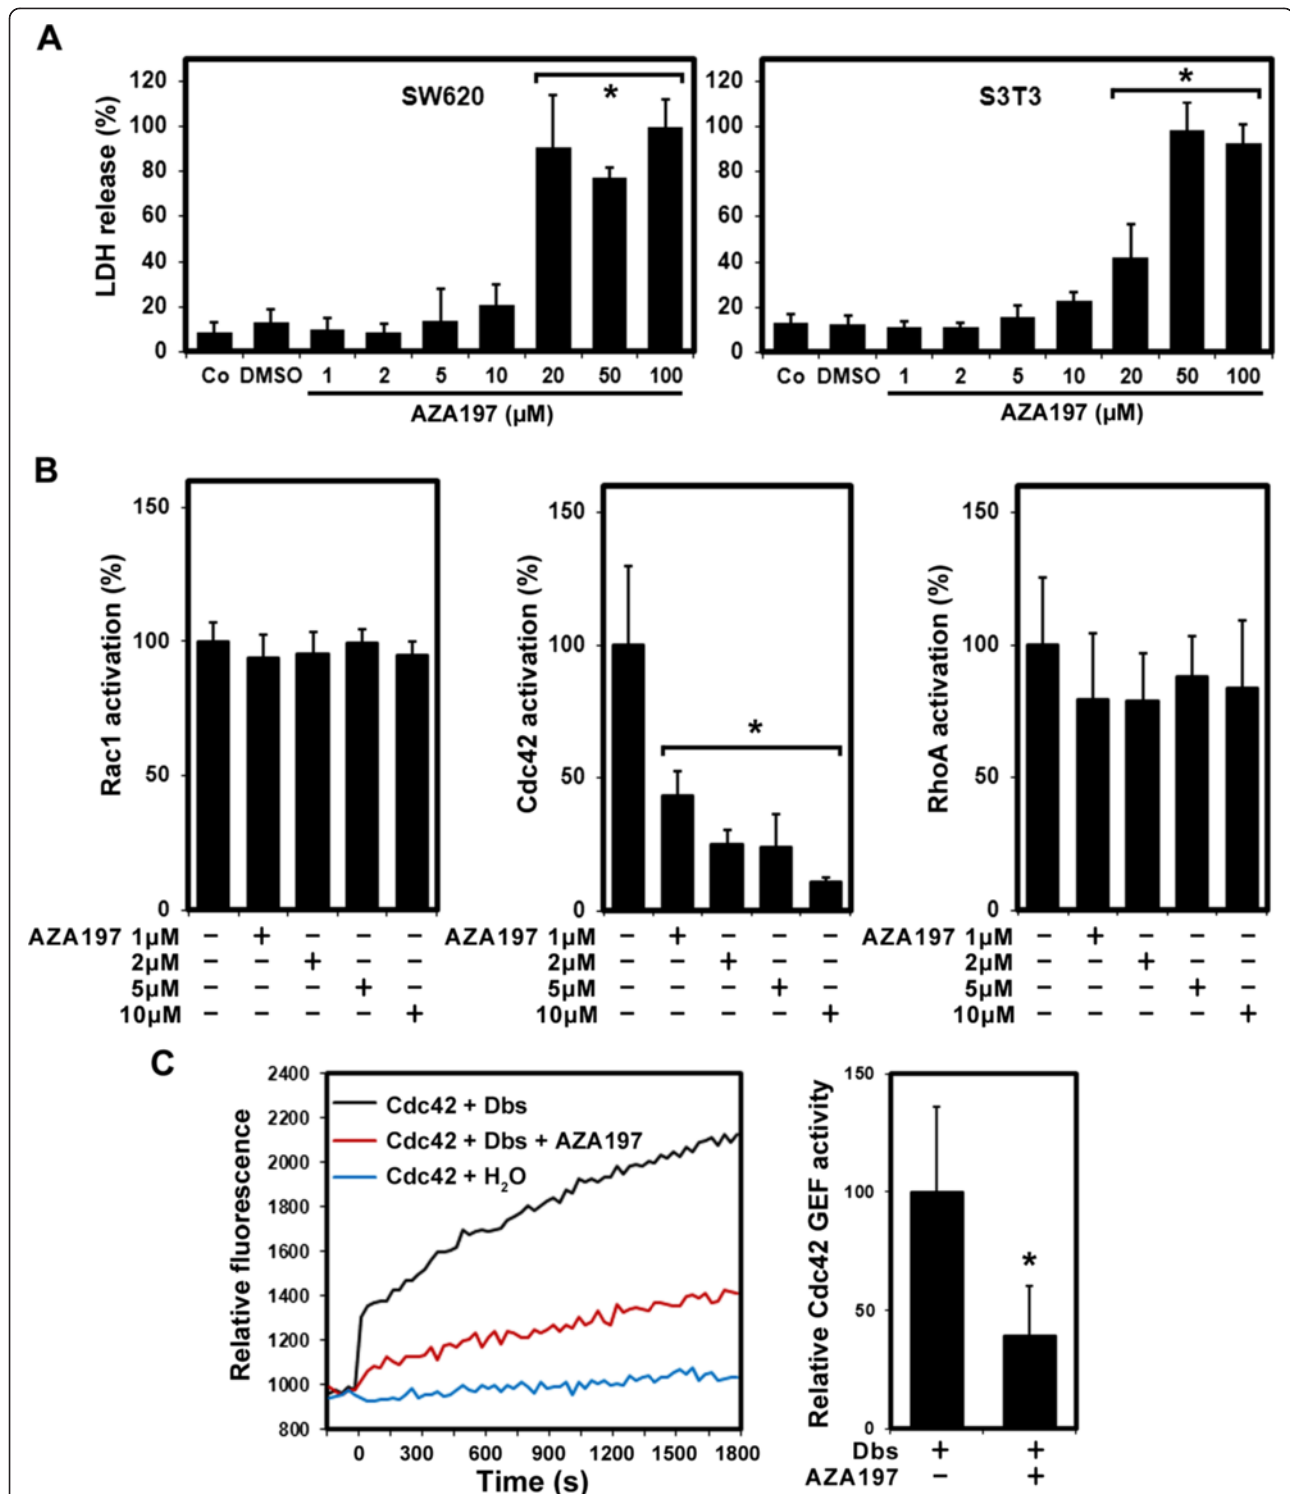 A
LDH release (%)
120
100
80
60
40
20
0
SW620
*
Co DMSO 1 2 5 10 20 50 100
AZA197 (µM)
120
100
80
60
40
20
0
S3T3
*
Co DMSO 1 2 5 10 20 50 100
AZA197 (µM)
B
Rac1 activation (%)
150
100
50
0
AZA197 1µM − + − − −
2µM − − + − −
5µM − − − + −
10µM − − − − +
Cdc42 activation (%)
150
100
50
0
*
AZA197 1µM − + − − −
2µM − − + − −
5µM − − − + −
10µM − − − − +
RhoA activation (%)
150
100
50
0
AZA197 1µM − + − − −
2µM − − + − −
5µM − − − + −
10µM − − − − +
C
Relative fluorescence
2400
2200
2000
1800
1600
1400
1200
1000
800
Cdc42 + Dbs
Cdc42 + Dbs + AZA197
Cdc42 + H₂O
0 300 600 900 1200 1500 1800
Time (s)
Relative Cdc42 GEF activity
150
100
50
0
*
Dbs + +
AZA197 − +